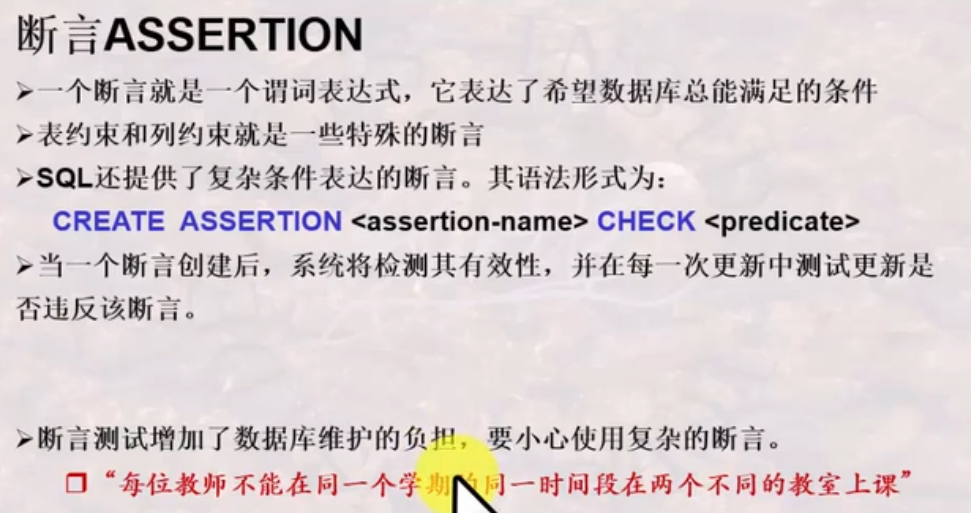 断言ASSERTION
➢一个断言就是一个谓词表达式，它表达了希望数据库总能满足的条件
➢表约束和列约束就是一些特殊的断言
➢SQL还提供了复杂条件表达的断言。其语法形式为：
CREATE ASSERTION <assertion-name> CHECK <predicate>
➢当一个断言创建后，系统将检测其有效性，并在每一次更新中测试更新是
否违反该断言。
➢断言测试增加了数据库维护的负担，要小心使用复杂的断言。
❒“每位教师不能在同一个学期的同一时间段在两个不同的教室上课”